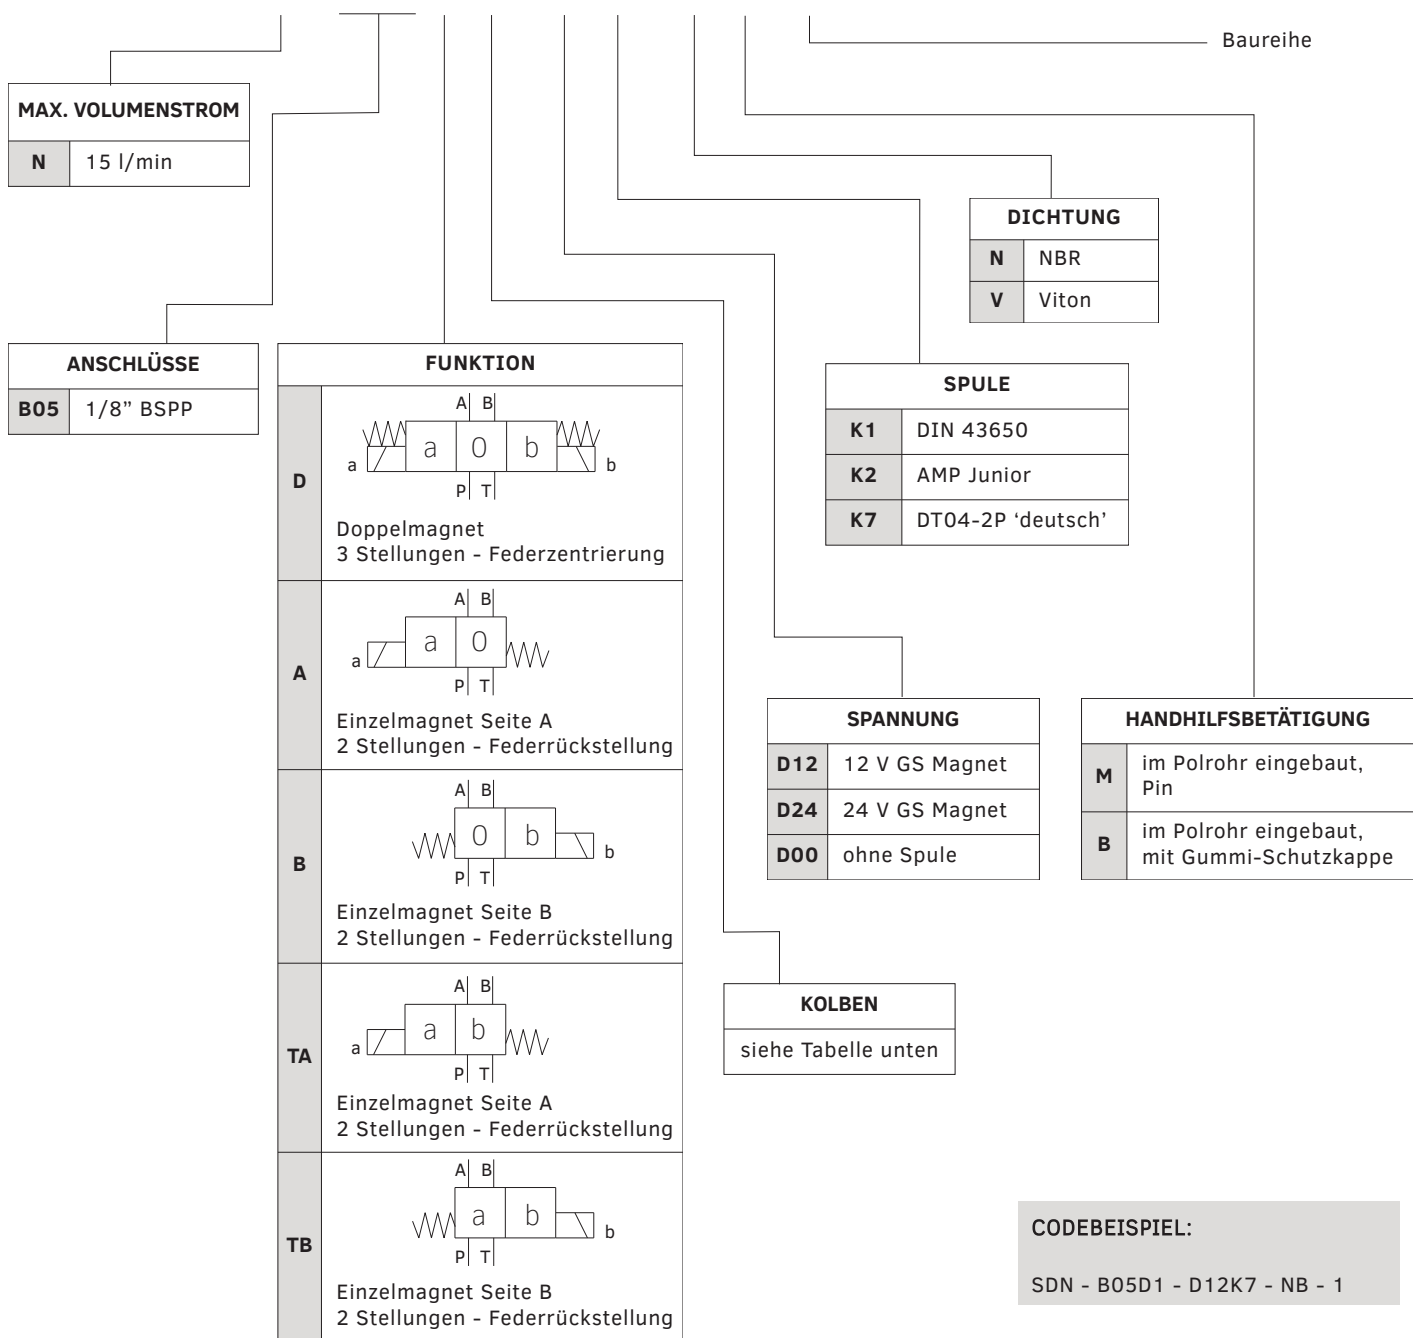 Baureihe
MAX. VOLUMENSTROM
N 15 l/min
DICHTUNG
N NBR
V Viton
ANSCHLÜSSE
B05 1/8” BSPP
FUNKTION
D
A B
a a 0 b b
P T
Doppelmagnet
3 Stellungen - Federzentrierung
A
A B
a a 0
P T
Einzelmagnet Seite A
2 Stellungen - Federrückstellung
B
A B
0 b b
P T
Einzelmagnet Seite B
2 Stellungen - Federrückstellung
TA
A B
a a b
P T
Einzelmagnet Seite A
2 Stellungen - Federrückstellung
TB
A B
a b b
P T
Einzelmagnet Seite B
2 Stellungen - Federrückstellung
SPULE
K1 DIN 43650
K2 AMP Junior
K7 DT04-2P ‘deutsch’
SPANNUNG
D12 12 V GS Magnet
D24 24 V GS Magnet
D00 ohne Spule
HANDHILFSBETÄTIGUNG
M im Polrohr eingebaut,
Pin
B im Polrohr eingebaut,
mit Gummi-Schutzkappe
KOLBEN
siehe Tabelle unten
CODEBEISPIEL:
SDN - B05D1 - D12K7 - NB - 1